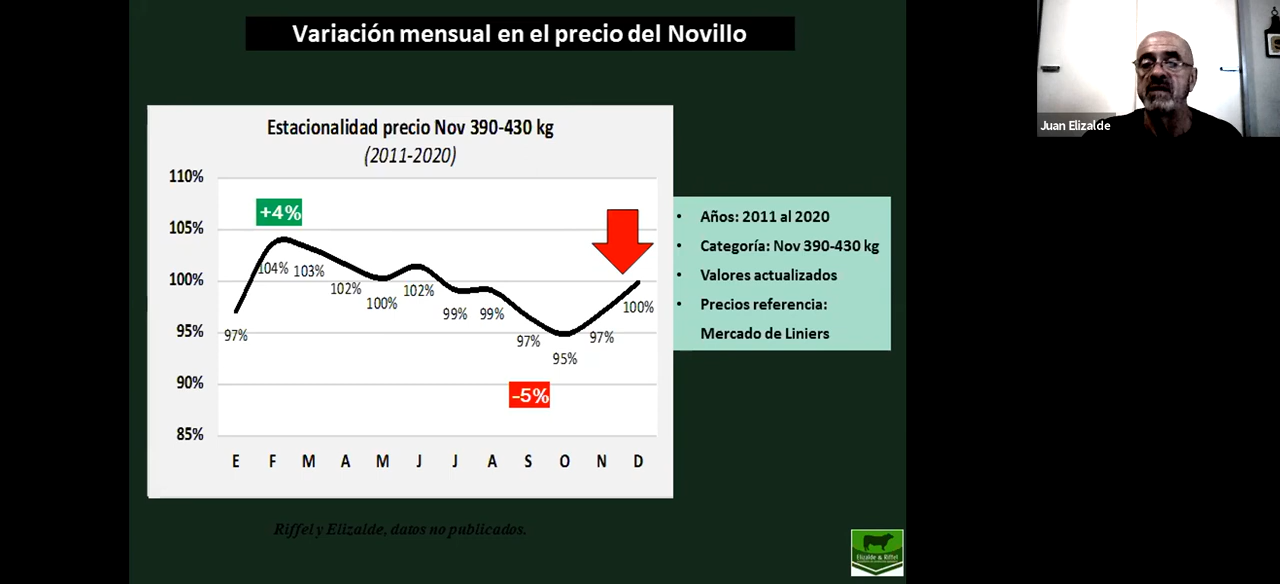 Variación mensual en el precio del Novillo
Juan Elizalde
Estacionalidad precio Nov 390-430 kg
(2011-2020)
110%
105%
100%
95%
90%
85%
+4%
-5%
97%
104%
103%
102%
100%
102%
99%
99%
97%
95%
97%
100%
E F M A M J J A S O N D
• Años: 2011 al 2020
• Categoría: Nov 390-430 kg
• Valores actualizados
• Precios referencia:
Mercado de Liniers
Riffel y Elizalde, datos no publicados.
Elizalde & Riffel